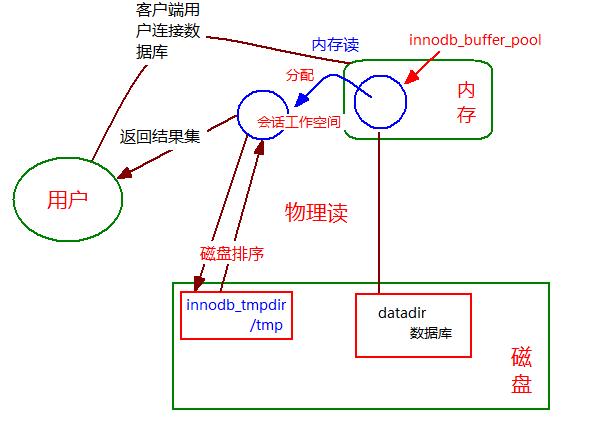 客户端用
户连接数
据库
内存读
innodb_buffer_pool
分配
内
存
会话工作空间
返回结果集
用户
物理读
磁盘排序
innodb_tmpdir
/tmp
datadir
数据库
磁
盘